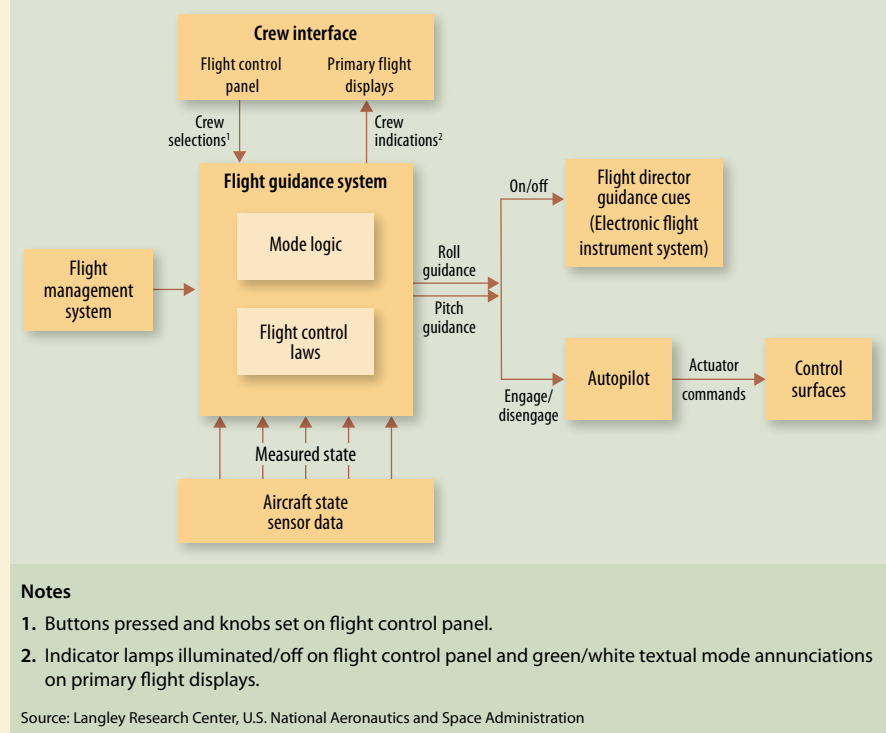 Crew interface
Flight control
panel
Primary flight
displays
Crew
selections¹
Crew
indications²
Flight guidance system
Mode logic
Flight control
laws
Flight
management
system
Roll
guidance
Pitch
guidance
On/off
Flight director
guidance cues
(Electronic flight
instrument system)
Engage/
disengage
Autopilot
Actuator
commands
Control
surfaces
Measured state
Aircraft state
sensor data
Notes
1. Buttons pressed and knobs set on flight control panel.
2. Indicator lamps illuminated/off on flight control panel and green/white textual mode annunciations
on primary flight displays.
Source: Langley Research Center, U.S. National Aeronautics and Space Administration